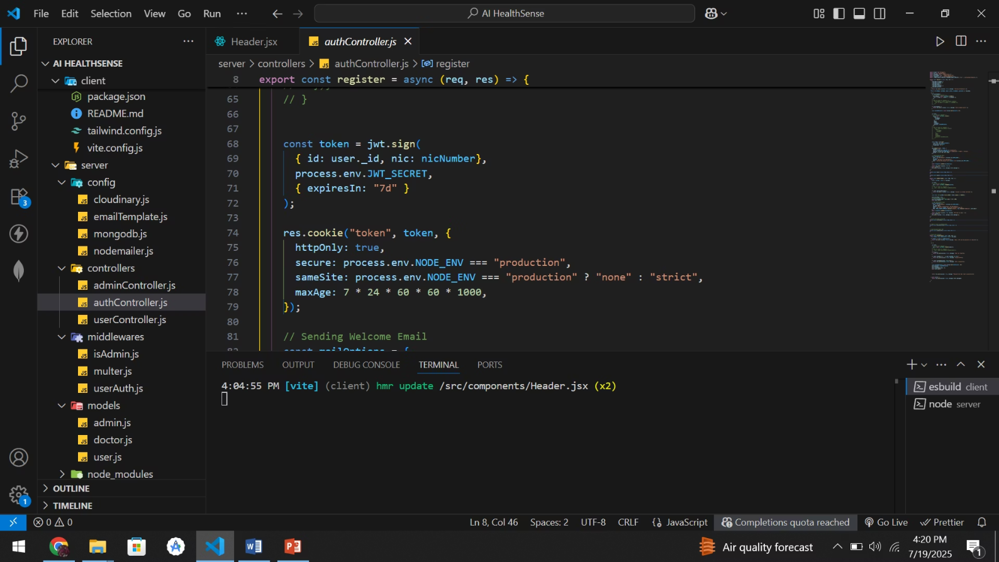 File Edit Selection View Go Run ··· AI HealthSense
EXPLORER ···
Header.jsx authController.js
AI HEALTHSENSE
client
package.json
README.md
tailwind.config.js
vite.config.js
server
config
cloudinary.js
emailTemplate.js
mongodb.js
nodemailer.js
controllers
adminController.js
authController.js
userController.js
middlewares
isAdmin.js
multer.js
userAuth.js
models
admin.js
doctor.js
user.js
node_modules
OUTLINE
TIMELINE
3
1
server > controllers > authController.js > register
8 export const register = async (req, res) => {
65 // }
66
67
68 const token = jwt.sign(
69 { id: user._id, nic: nicNumber},
70 process.env.JWT_SECRET,
71 { expiresIn: "7d" }
72 );
73
74 res.cookie("token", token, {
75 httpOnly: true,
76 secure: process.env.NODE_ENV === "production",
77 sameSite: process.env.NODE_ENV === "production" ? "none" : "strict",
78 maxAge: 7 * 24 * 60 * 60 * 1000,
79 });
80
81 // Sending Welcome Email
82 const mailOptions = {
PROBLEMS OUTPUT DEBUG CONSOLE TERMINAL PORTS
4:04:55 PM [vite] (client) hmr update /src/components/Header.jsx (x2)
esbuild client
node server
0 0 Ln 8, Col 46 Spaces: 2 UTF-8 CRLF {} JavaScript Completions quota reached Go Live Prettier
Air quality forecast
4:20 PM
7/19/2025
1